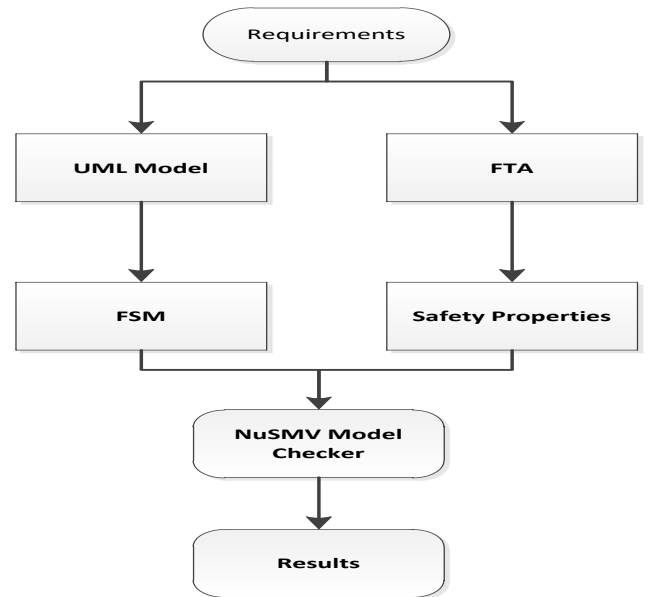 Requirements
UML Model
FTA
FSM
Safety Properties
NuSMV Model
Checker
Results